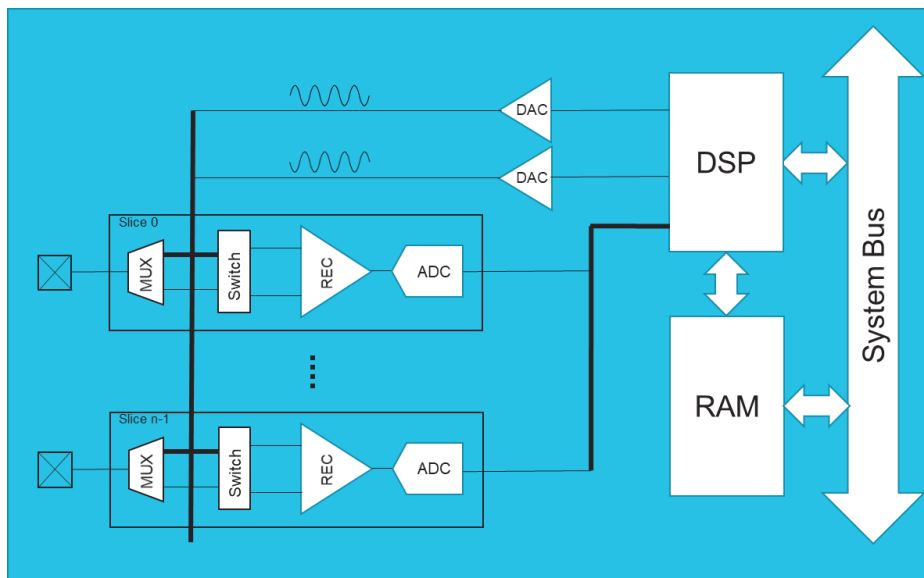 DAC
DAC
DSP
System Bus
Slice 0
MUX
Switch
REC
ADC
RAM
Slice n-1
MUX
Switch
REC
ADC